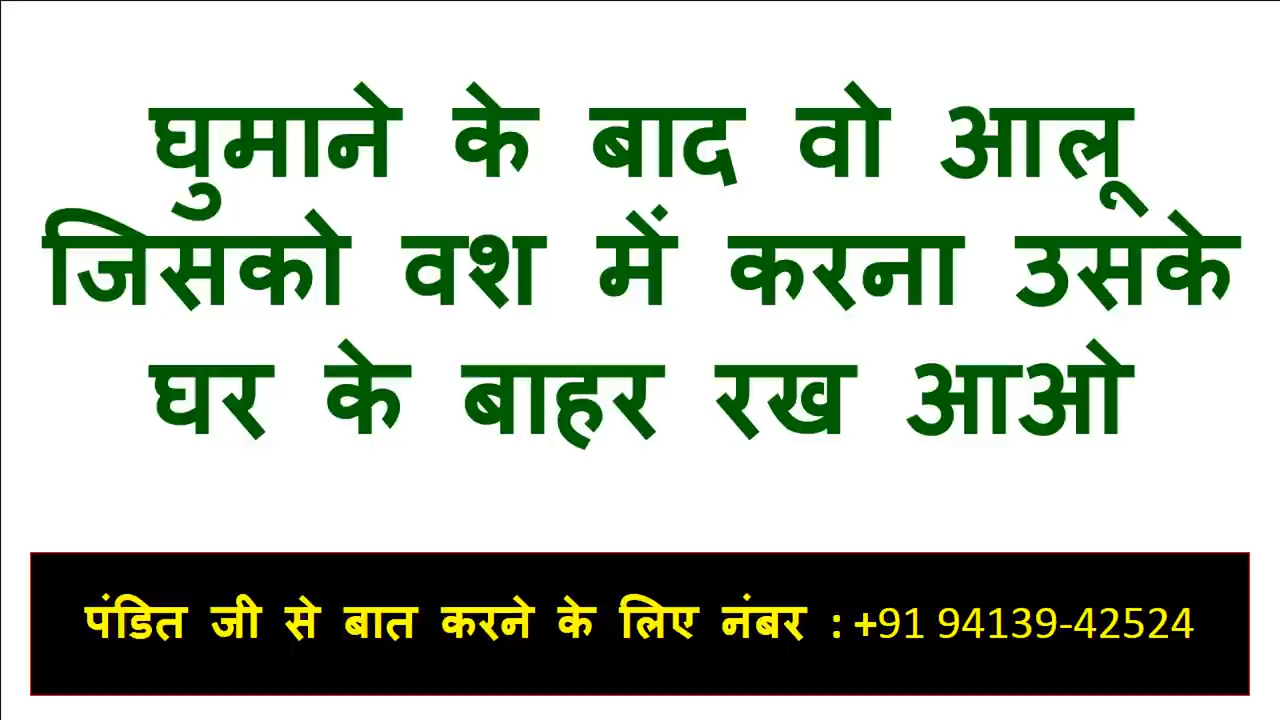 घुमाने के बाद वो आलू
जिसको वश में करना उसके
घर के बाहर रख आओ
पंडित जी से बात करने के लिए नंबर : +91 94139-42524